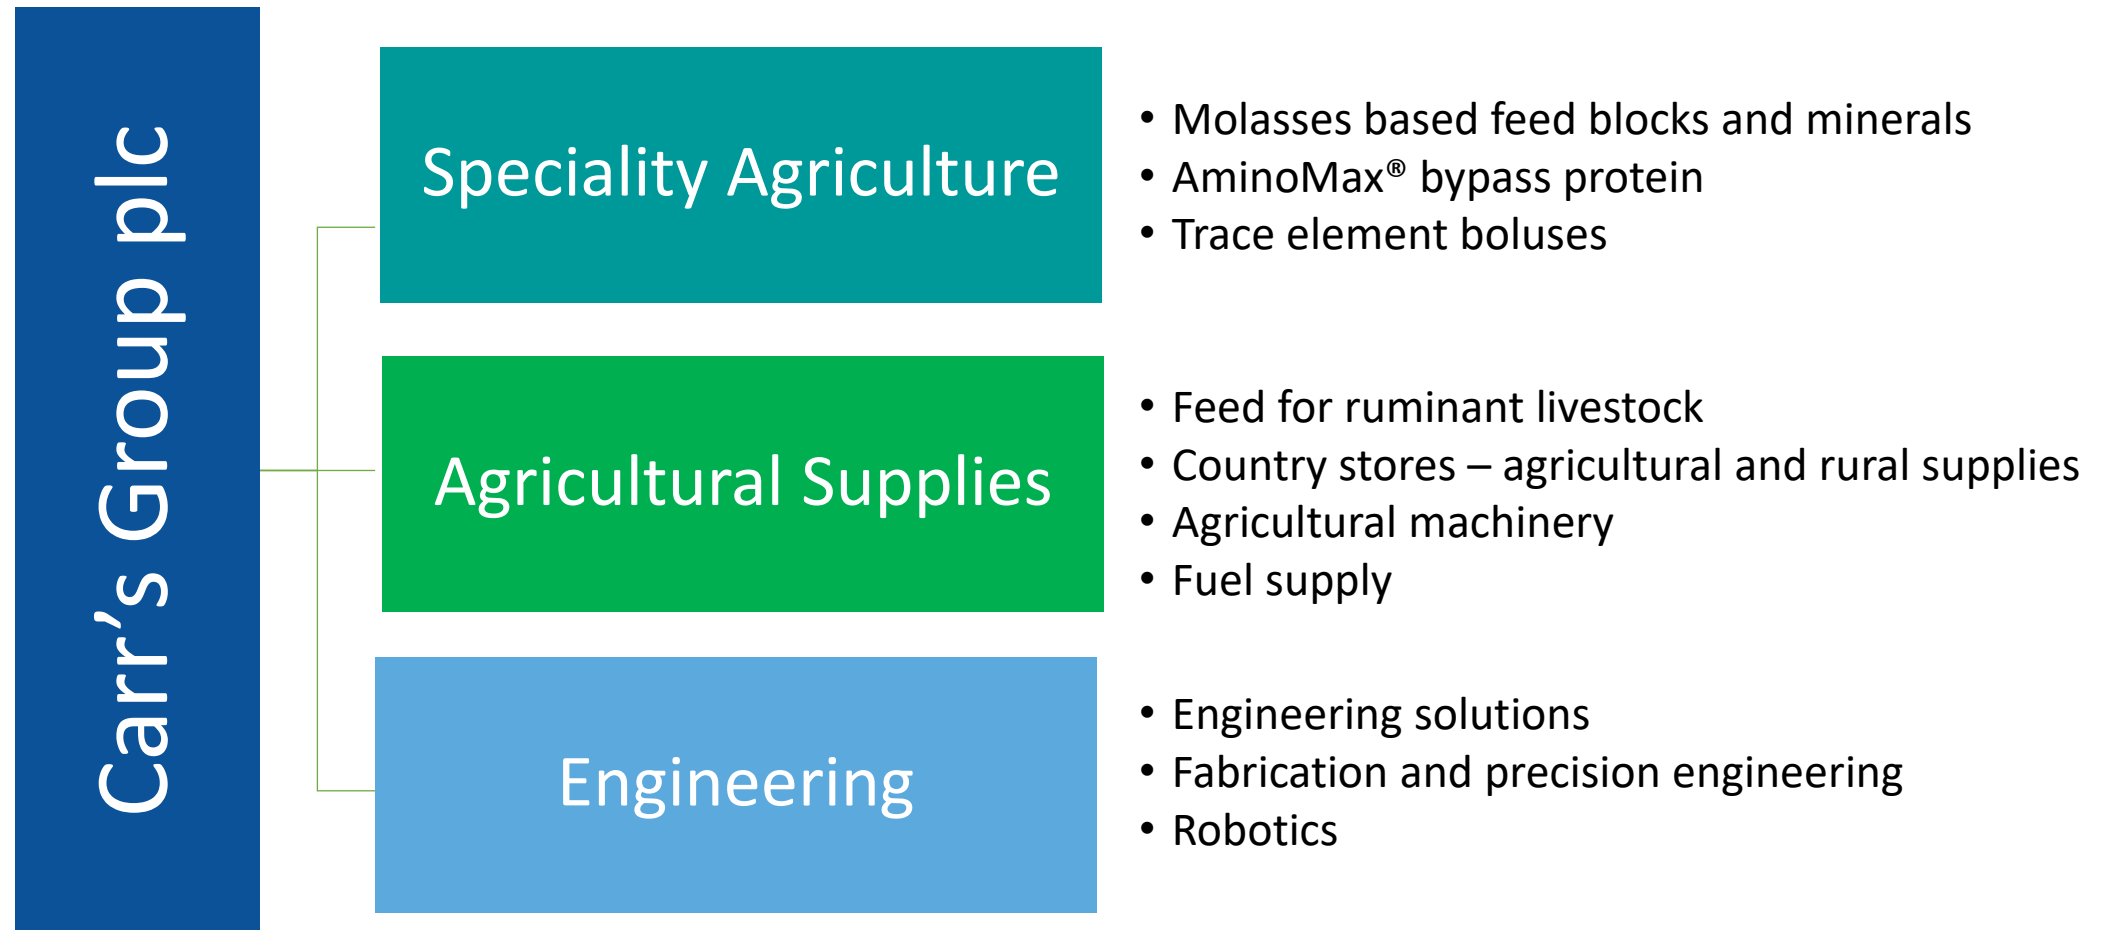 Carr’s Group plc
Speciality Agriculture
• Molasses based feed blocks and minerals
• AminoMax® bypass protein
• Trace element boluses
Agricultural Supplies
• Feed for ruminant livestock
• Country stores – agricultural and rural supplies
• Agricultural machinery
• Fuel supply
Engineering
• Engineering solutions
• Fabrication and precision engineering
• Robotics